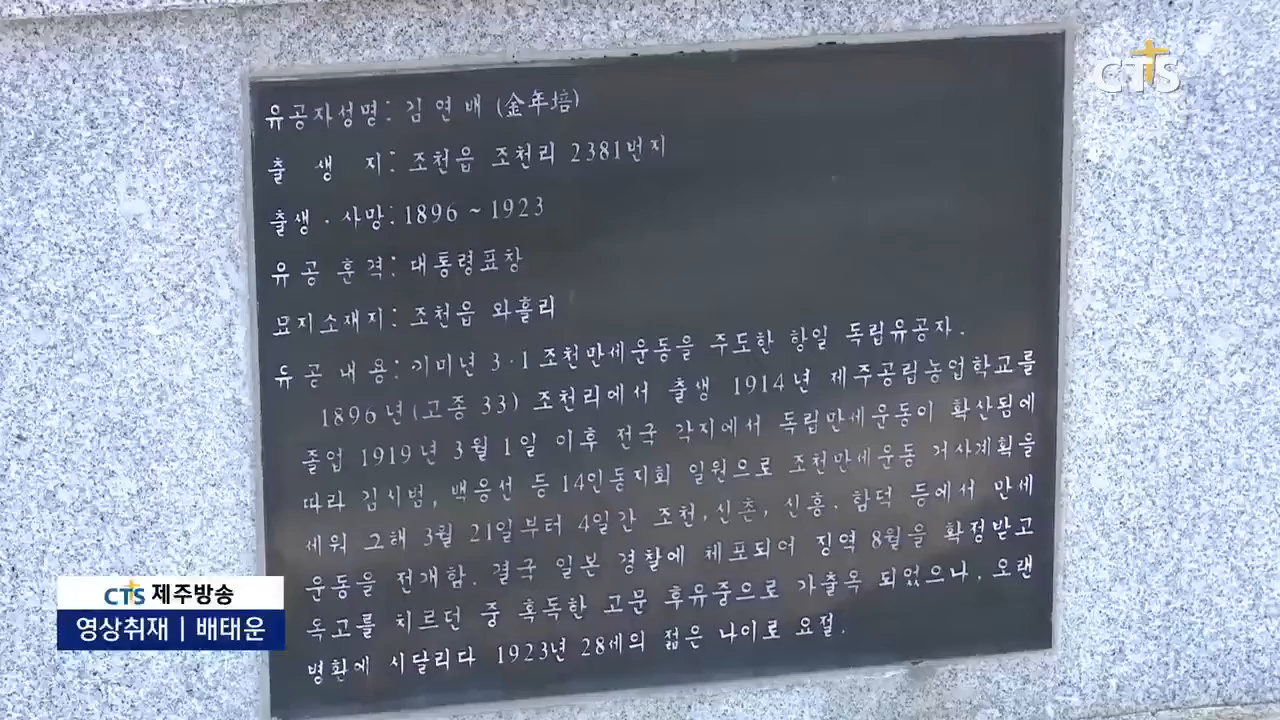 CTS
유공자성명: 김연배 (金年培)
출 생 지: 조천읍 조천리 2381번지
출생·사망: 1896 ~ 1923
유공 훈격: 대통령표창
묘지소재지: 조천읍 와흘리
유공 내용: 기미년 3·1 조천만세운동을 주도한 항일 독립유공자.
1896년(고종 33) 조천리에서 출생 1914년 제주공립농업학교를
졸업 1919년 3월 1일 이후 전국 각지에서 독립만세운동이 확산됨에
따라 김시범, 백응선 등 14인동지회 일원으로 조천만세운동 거사계획을
세워 그해 3월 21일부터 4일간 조천, 신촌, 신흥, 함덕 등에서 만세
운동을 전개함. 결국 일본 경찰에 체포되어 징역 8월을 확정받고
옥고를 치르던 중 혹독한 고문 후유증으로 가출옥 되었으나, 오랜
병환에 시달리다 1923년 28세의 젊은 나이로 요절.
CTS 제주방송
영상취재 | 배태운